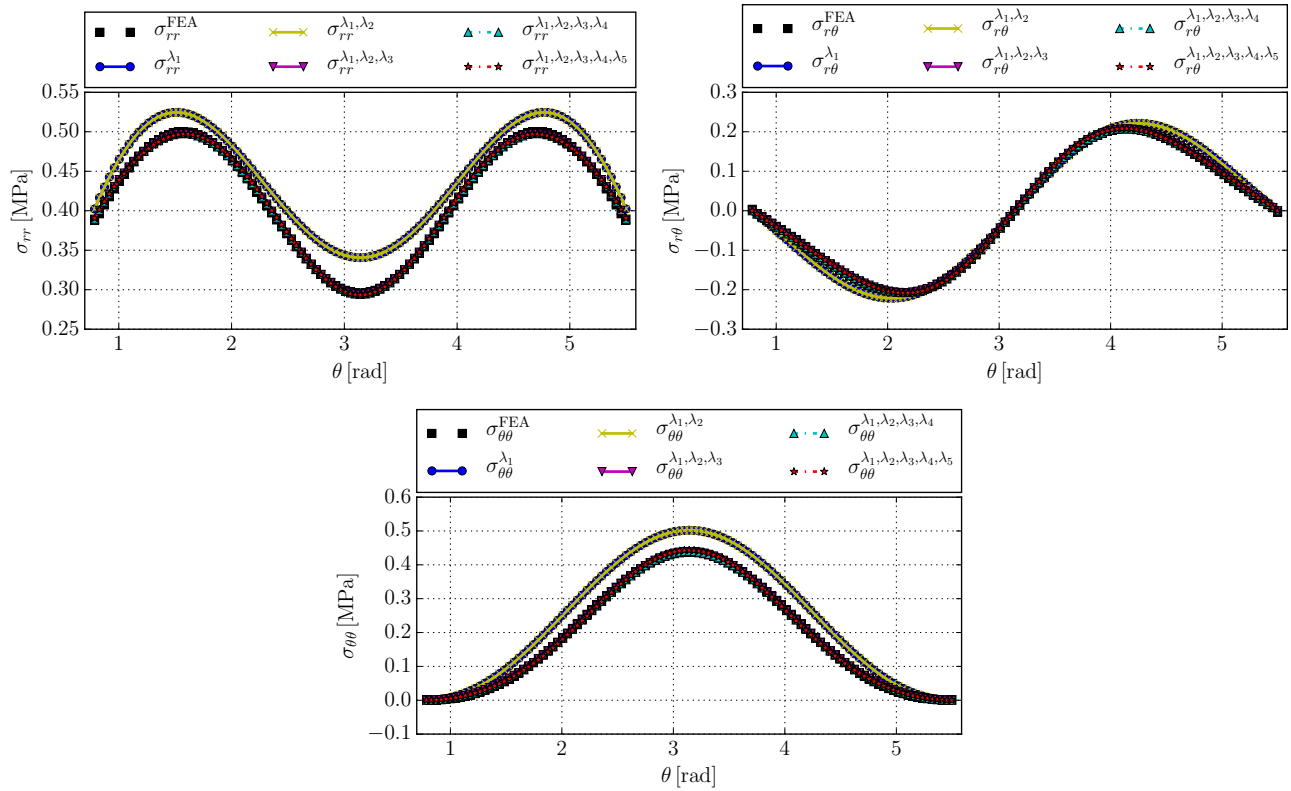 σ_rr^FEA σ_rr^λ₁,λ₂ σ_rr^λ₁,λ₂,λ₃,λ₄
σ_rr^λ₁ σ_rr^λ₁,λ₂,λ₃ σ_rr^λ₁,λ₂,λ₃,λ₄,λ₅
0.55
0.50
0.45
0.40
0.35
0.30
0.25
σ_rr [MPa]
1 2 3 4 5
θ [rad]
σ_rθ^FEA σ_rθ^λ₁,λ₂ σ_rθ^λ₁,λ₂,λ₃,λ₄
σ_rθ^λ₁ σ_rθ^λ₁,λ₂,λ₃ σ_rθ^λ₁,λ₂,λ₃,λ₄,λ₅
0.3
0.2
0.1
0.0
−0.1
−0.2
−0.3
σ_rθ [MPa]
1 2 3 4 5
θ [rad]
σ_θθ^FEA σ_θθ^λ₁,λ₂ σ_θθ^λ₁,λ₂,λ₃,λ₄
σ_θθ^λ₁ σ_θθ^λ₁,λ₂,λ₃ σ_θθ^λ₁,λ₂,λ₃,λ₄,λ₅
0.6
0.5
0.4
0.3
0.2
0.1
0.0
−0.1
σ_θθ [MPa]
1 2 3 4 5
θ [rad]